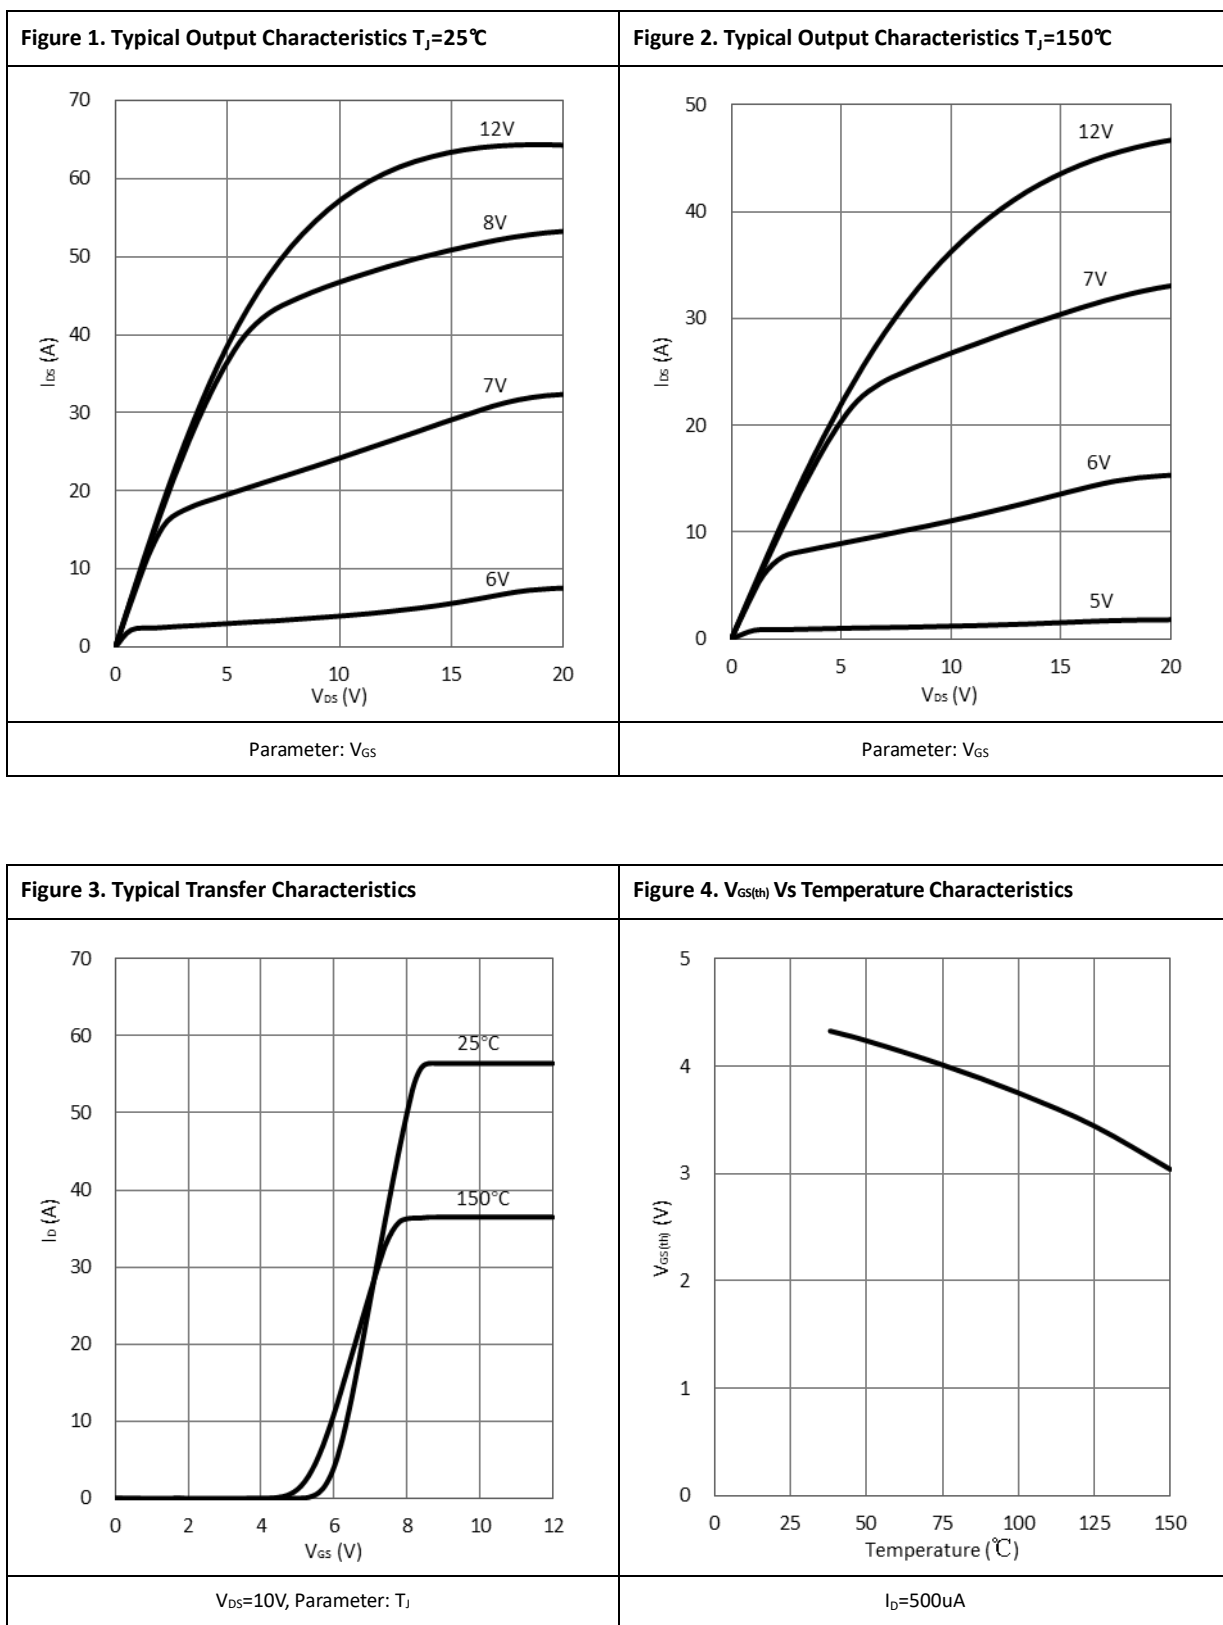 Figure 1. Typical Output Characteristics TJ=25℃
Figure 2. Typical Output Characteristics TJ=150℃
70
60
50
40
30
20
10
0
IDS (A)
12V
8V
7V
6V
0 5 10 15 20
VDS (V)
50
40
30
20
10
0
IDS (A)
12V
7V
6V
5V
0 5 10 15 20
VDS (V)
Parameter: VGS
Parameter: VGS
Figure 3. Typical Transfer Characteristics
Figure 4. VGS(th) Vs Temperature Characteristics
70
60
50
40
30
20
10
0
ID (A)
25°C
150°C
0 2 4 6 8 10 12
VGS (V)
5
4
3
2
1
0
VGS(th) (V)
0 25 50 75 100 125 150
Temperature (℃)
VDS=10V, Parameter: TJ
ID=500uA